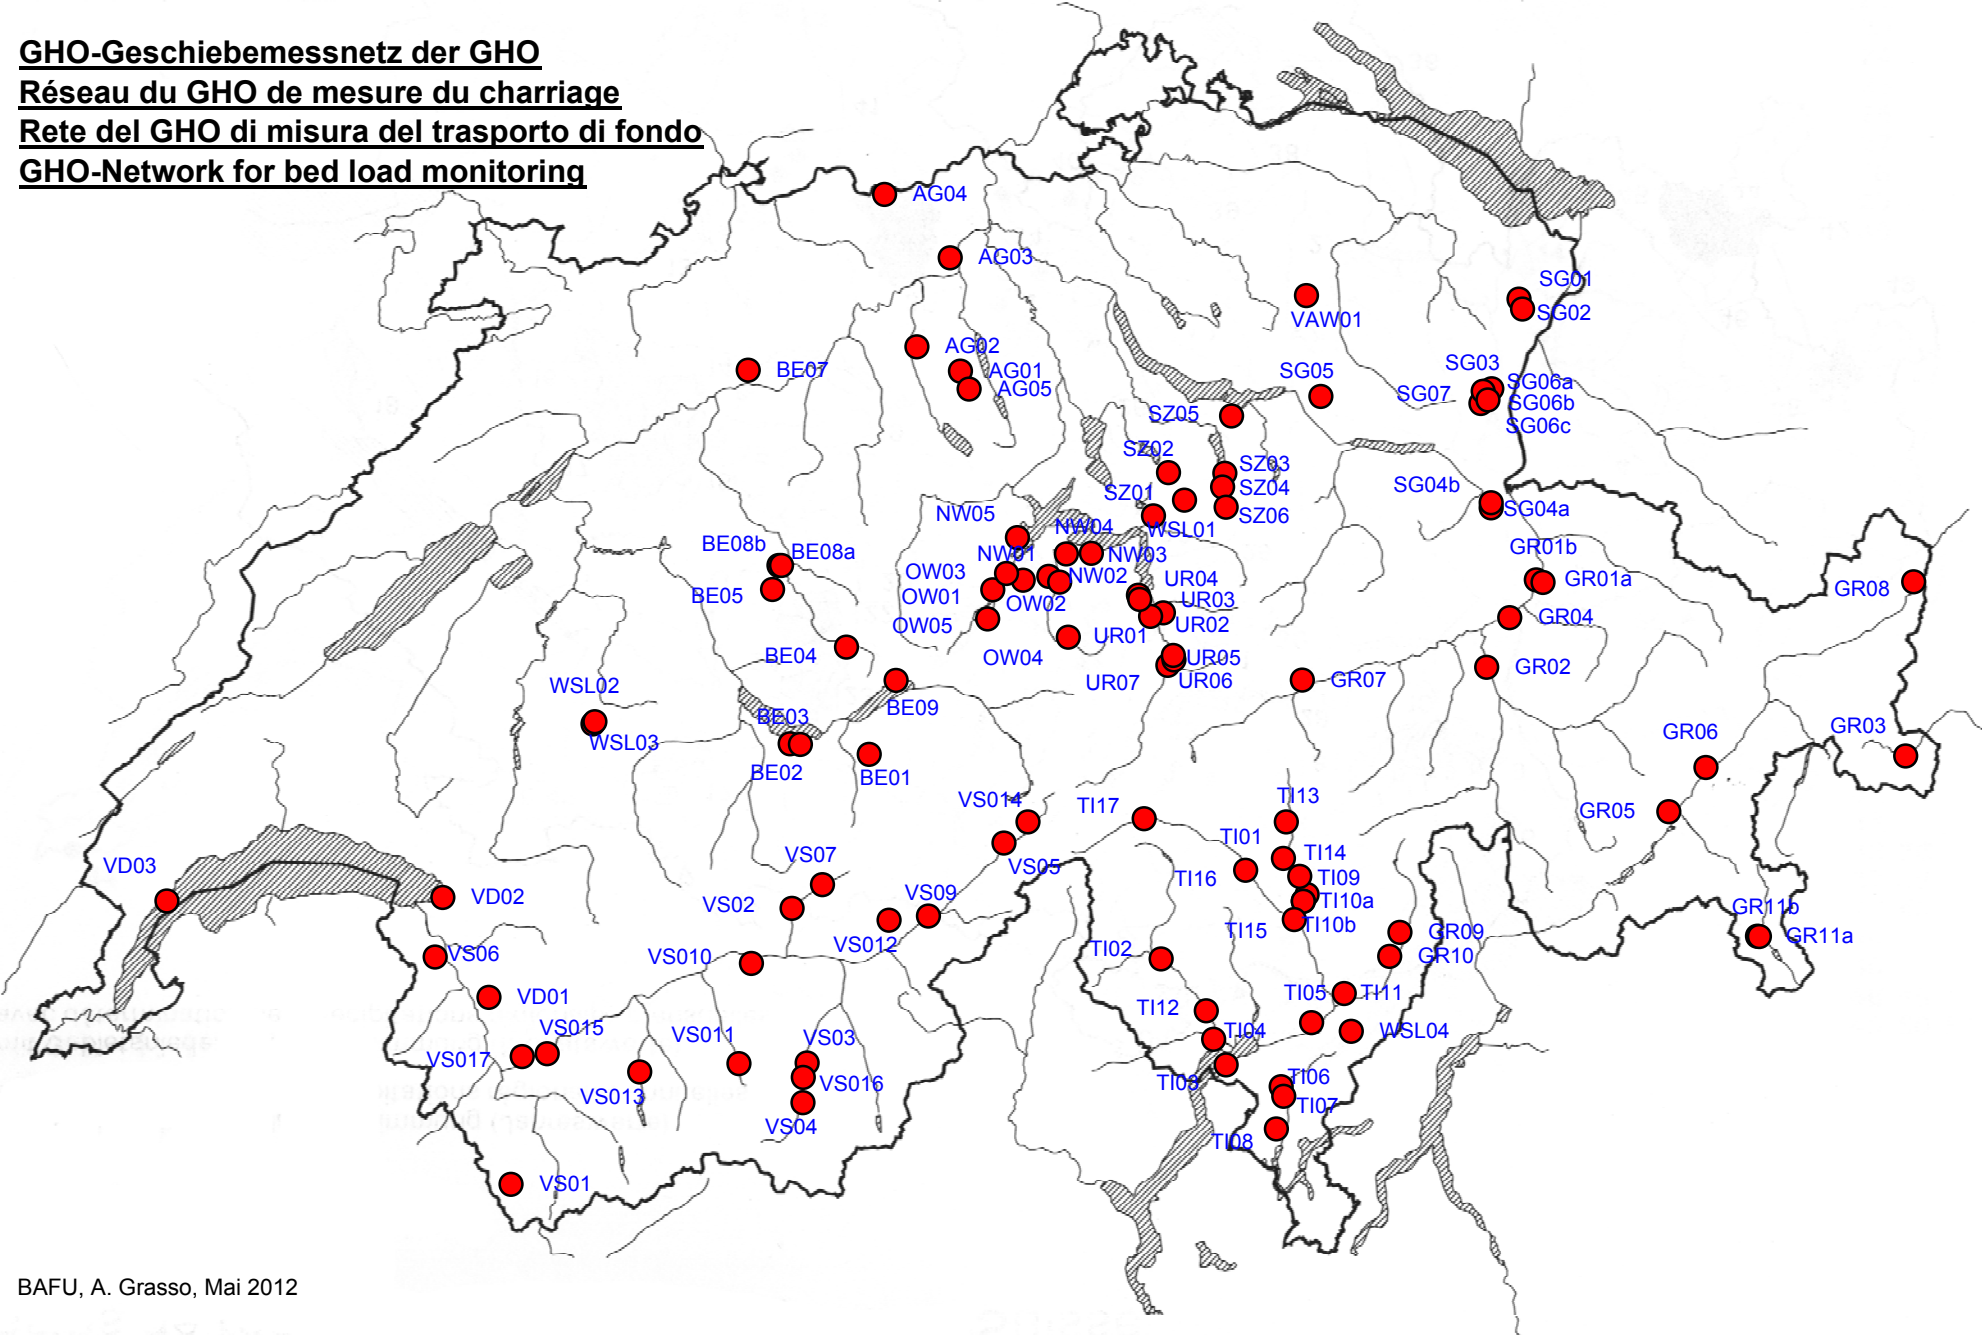 GHO-Geschiebemessnetz der GHO
Réseau du GHO de mesure du charriage
Rete del GHO di misura del trasporto di fondo
GHO-Network for bed load monitoring
AG04
AG03
SG01
SG02
VAW01
AG02
BE07
AG01
AG05
SG05
SG03
SG06a
SG07
SG06b
SG06c
SZ05
SZ02
SZ03
SZ04
SZ01
SZ06
SG04b
SG04a
NW05
NW04
WSL01
BE08b
BE08a
NW01
NW03
GR01b
OW03
NW02
UR04
GR01a
GR08
BE05
OW01
OW02
UR03
OW05
UR02
GR04
UR01
BE04
OW04
UR05
GR02
UR07
UR06
GR07
WSL02
BE03
BE09
WSL03
GR03
GR06
BE02
BE01
VS014
TI17
TI13
GR05
TI01
VS07
TI14
VD03
VS05
TI16
TI09
VD02
VS02
VS09
TI10a
GR11b
TI15
TI10b
GR09
GR11a
VS012
TI02
VS06
VS010
GR10
VD01
TI05
TI11
TI12
VS015
VS011
VS03
TI04
WSL04
VS017
VS016
TI03
TI06
VS013
TI07
VS04
TI08
VS01
BAFU, A. Grasso, Mai 2012